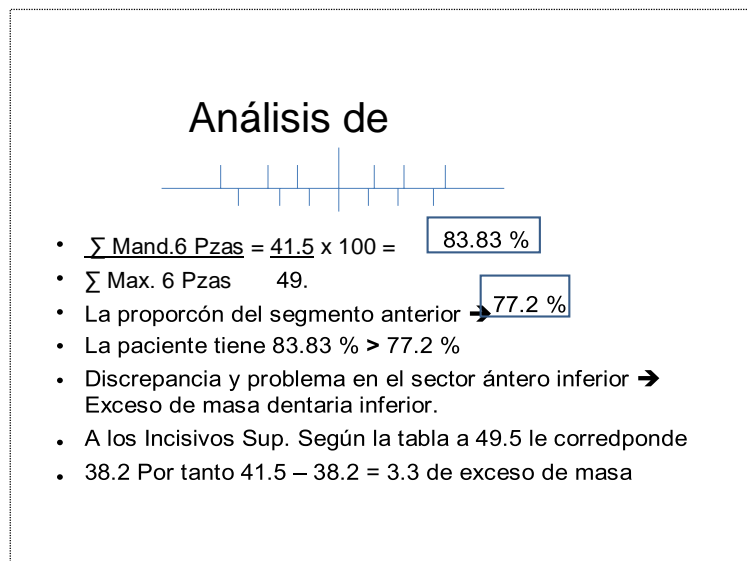 Análisis de
• ∑ Mand.6 Pzas = 41.5 x 100 = 83.83 %
• ∑ Max. 6 Pzas 49.
• La proporcón del segmento anterior ➔ 77.2 %
• La paciente tiene 83.83 % > 77.2 %
• Discrepancia y problema en el sector ántero inferior ➔
Exceso de masa dentaria inferior.
• A los Incisivos Sup. Según la tabla a 49.5 le corredponde
• 38.2 Por tanto 41.5 – 38.2 = 3.3 de exceso de masa